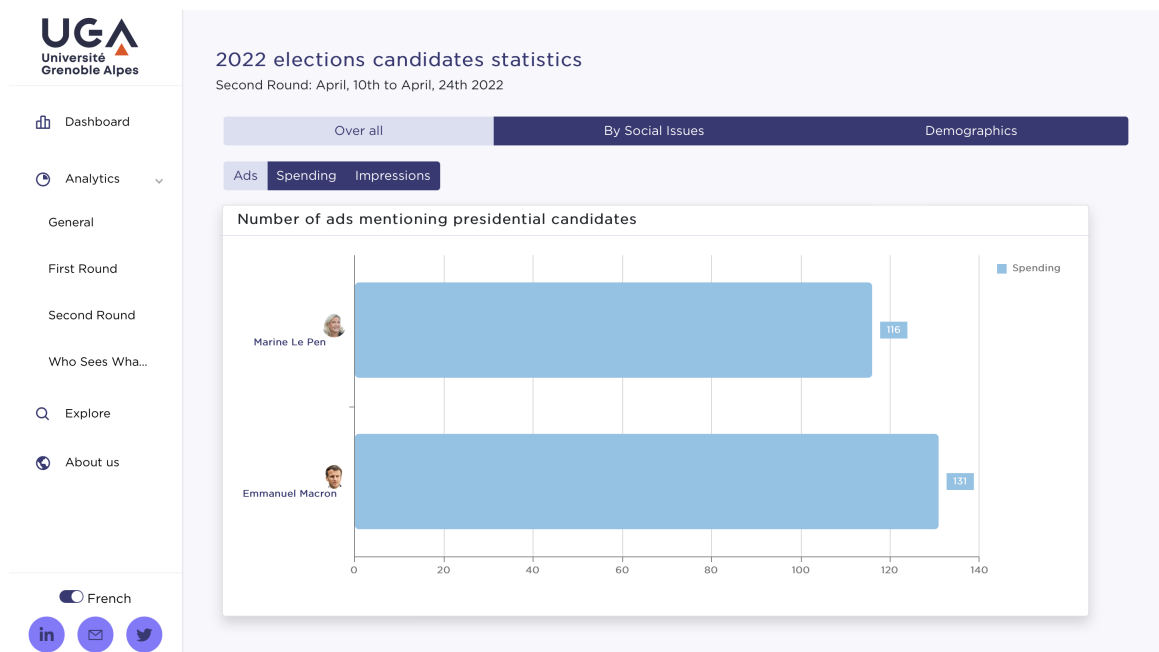 UGA
Université
Grenoble Alpes
Dashboard
Analytics
General
First Round
Second Round
Who Sees Wha...
Explore
About us
French
in
2022 elections candidates statistics
Second Round: April, 10th to April, 24th 2022
Over all By Social Issues Demographics
Ads Spending Impressions
Number of ads mentioning presidential candidates
Spending
Marine Le Pen
116
Emmanuel Macron
131
0 20 40 60 80 100 120 140